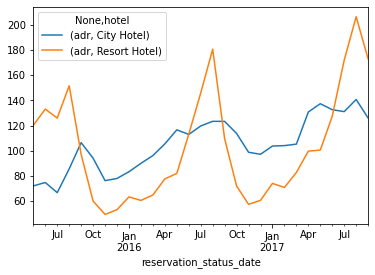 None,hotel
(adr, City Hotel)
(adr, Resort Hotel)
200
180
160
140
120
100
80
60
Jul Oct Jan Apr Jul Oct Jan Apr Jul
2016 2017
reservation_status_date